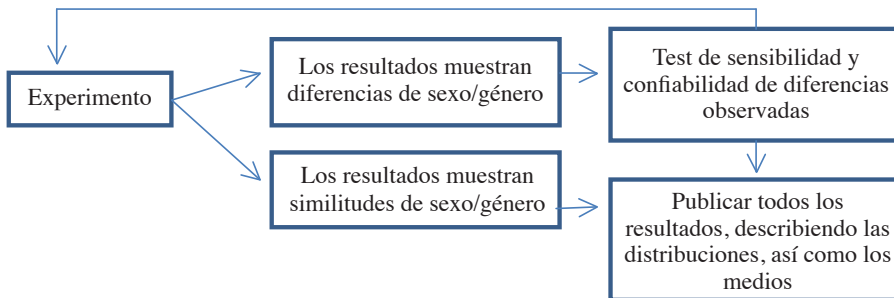 Experimento
Los resultados muestran
diferencias de sexo/género
Test de sensibilidad y
confiabilidad de diferencias
observadas
Los resultados muestran
similitudes de sexo/género
Publicar todos los
resultados, describiendo las
distribuciones, así como los
medios